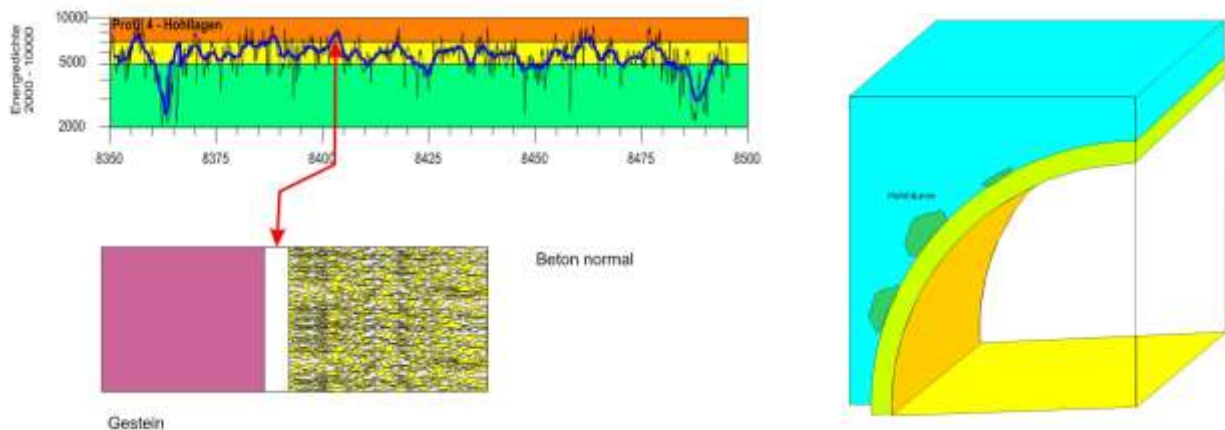 10000
Profil 4 - Hohllagen
Energiedichte
2000 - 10000
5000
2000
8350
8375
8400
8425
8450
8475
8500
Hohlräume
Beton normal
Gestein